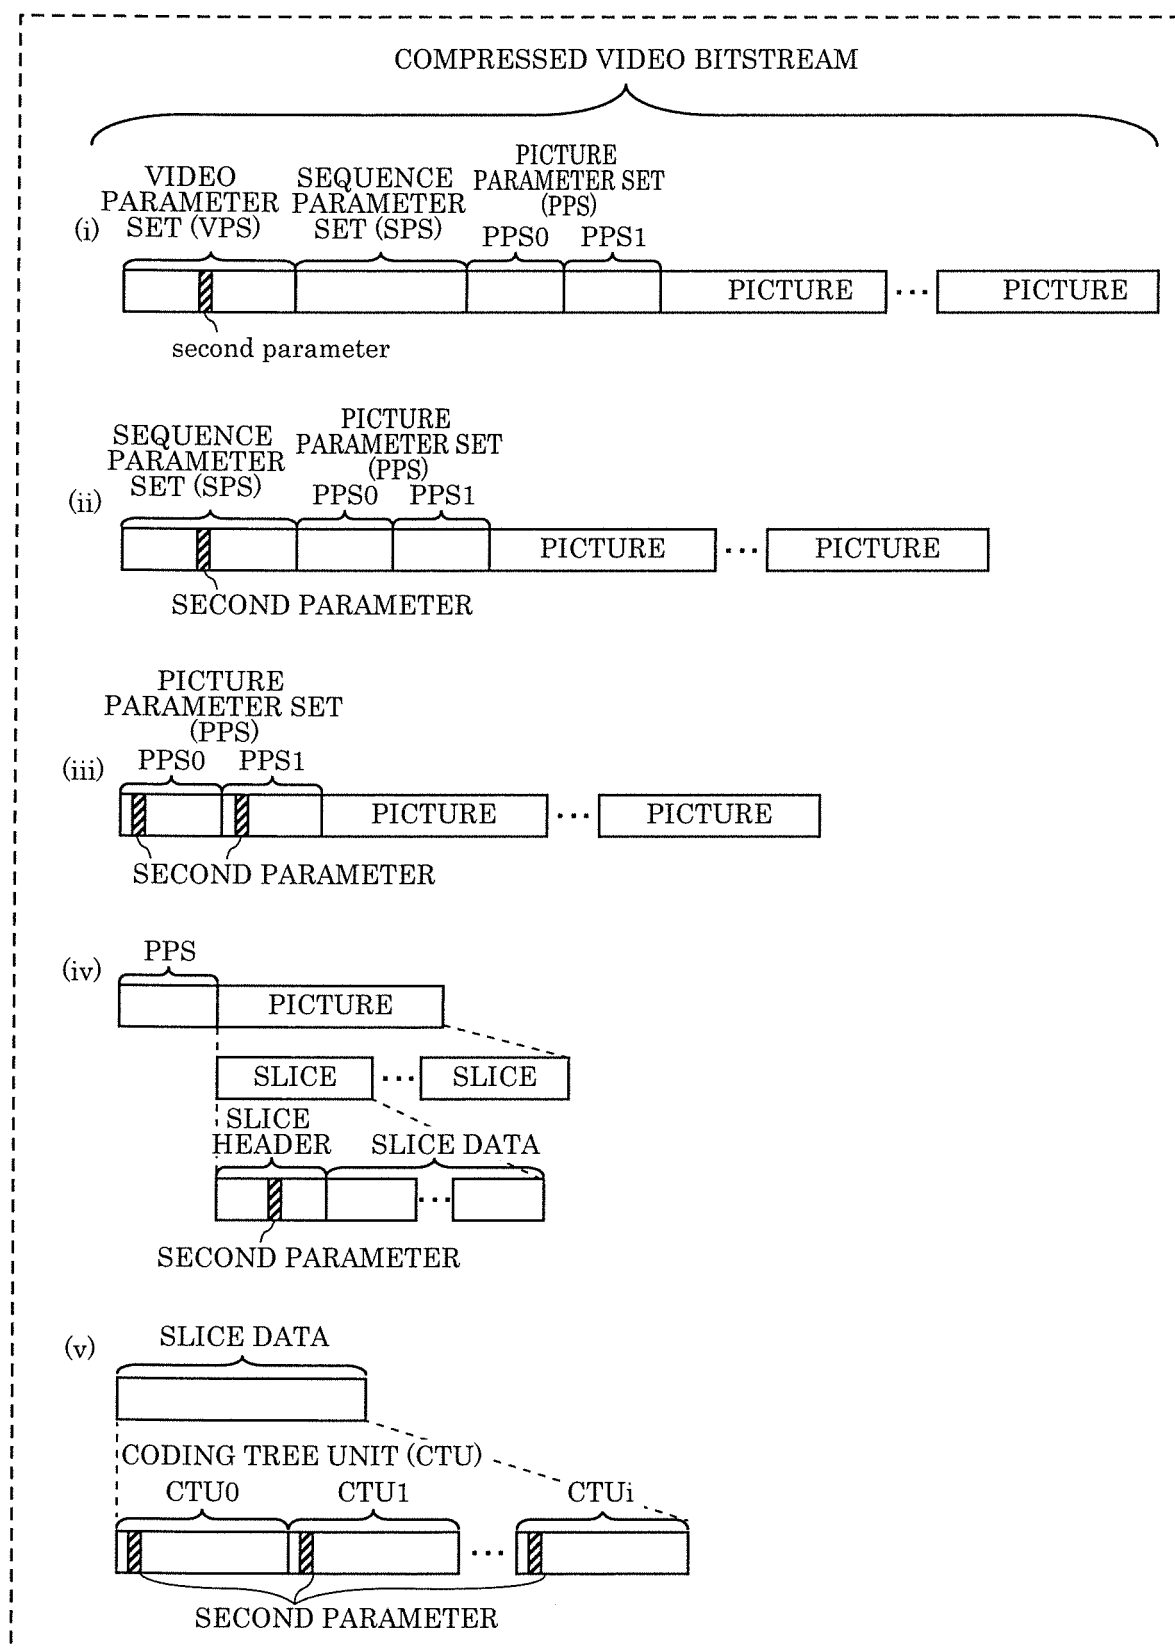 COMPRESSED VIDEO BITSTREAM
PICTURE
VIDEO SEQUENCE PARAMETER SET
PARAMETER PARAMETER (PPS)
(i) SET (VPS) SET (SPS) PPS0 PPS1
PICTURE ... PICTURE
second parameter
PICTURE
SEQUENCE PARAMETER SET
PARAMETER (PPS)
(ii) SET (SPS) PPS0 PPS1
PICTURE ... PICTURE
SECOND PARAMETER
PICTURE
PARAMETER SET
(PPS)
(iii) PPS0 PPS1
PICTURE ... PICTURE
SECOND PARAMETER
(iv) PPS
PICTURE
SLICE ... SLICE
SLICE
HEADER SLICE DATA
...
SECOND PARAMETER
(v) SLICE DATA
CODING TREE UNIT (CTU)
CTU0 CTU1 CTUi
...
SECOND PARAMETER